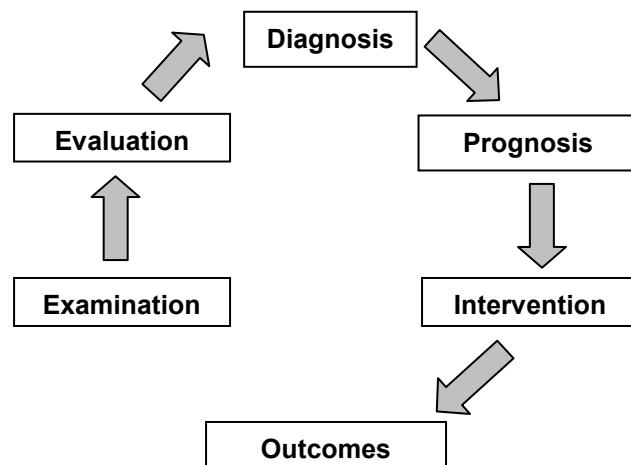 Diagnosis
Evaluation
Prognosis
Examination
Intervention
Outcomes